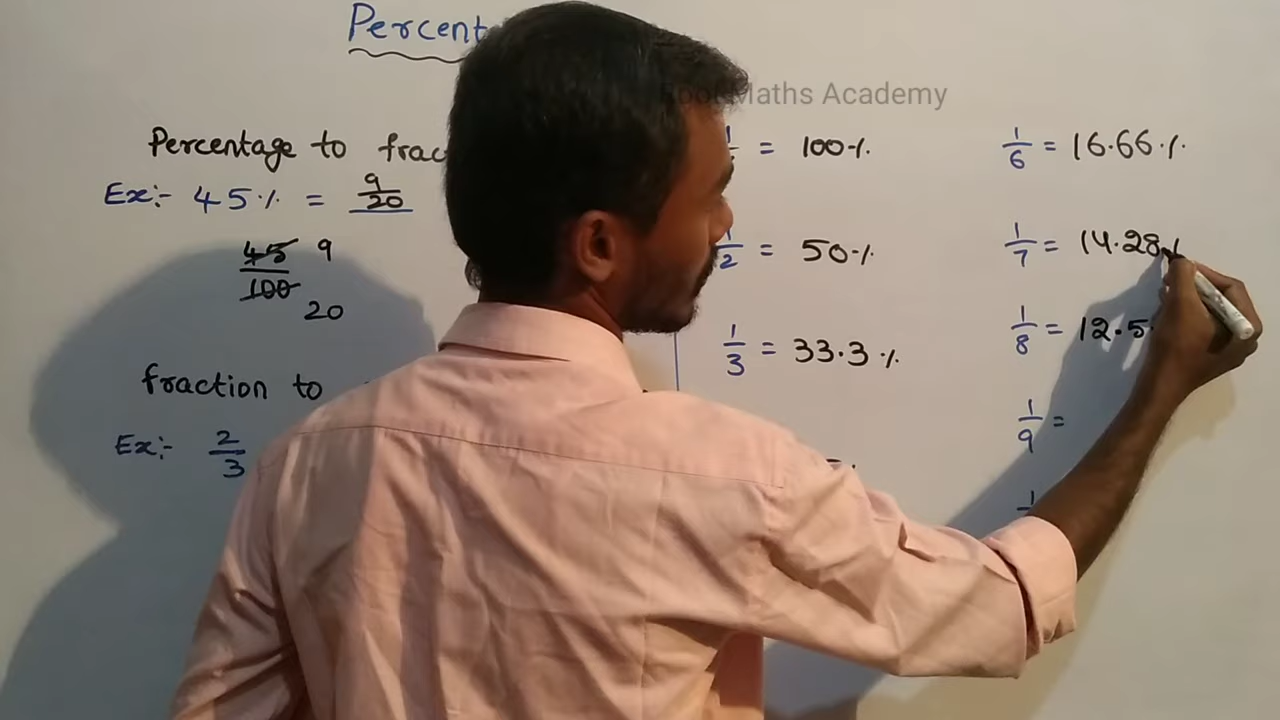 Percent
Maths Academy
Percentage to frac
Ex:- 45% = 9/20
45 9
100
20
fraction to
Ex:- 2/3
= 100%
1/2 = 50%
1/3 = 33.3%
1/6 = 16.66%
1/7 = 14.28%
1/8 = 12.5
1/9 =
1